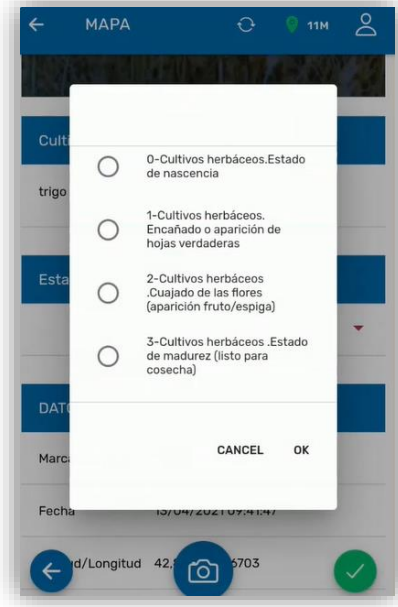 MAPA 11M
Culti
trigo
0-Cultivos herbáceos.Estado
de nascencia
1-Cultivos herbáceos.
Encañado o aparición de
hojas verdaderas
Esta
2-Cultivos herbáceos
.Cuajado de las flores
(aparición fruto/espiga)
3-Cultivos herbáceos .Estado
de madurez (listo para
cosecha)
DATO
CANCEL OK
Marca
Fecha 13/04/2021 09:41:47
d/Longitud 42, 6703